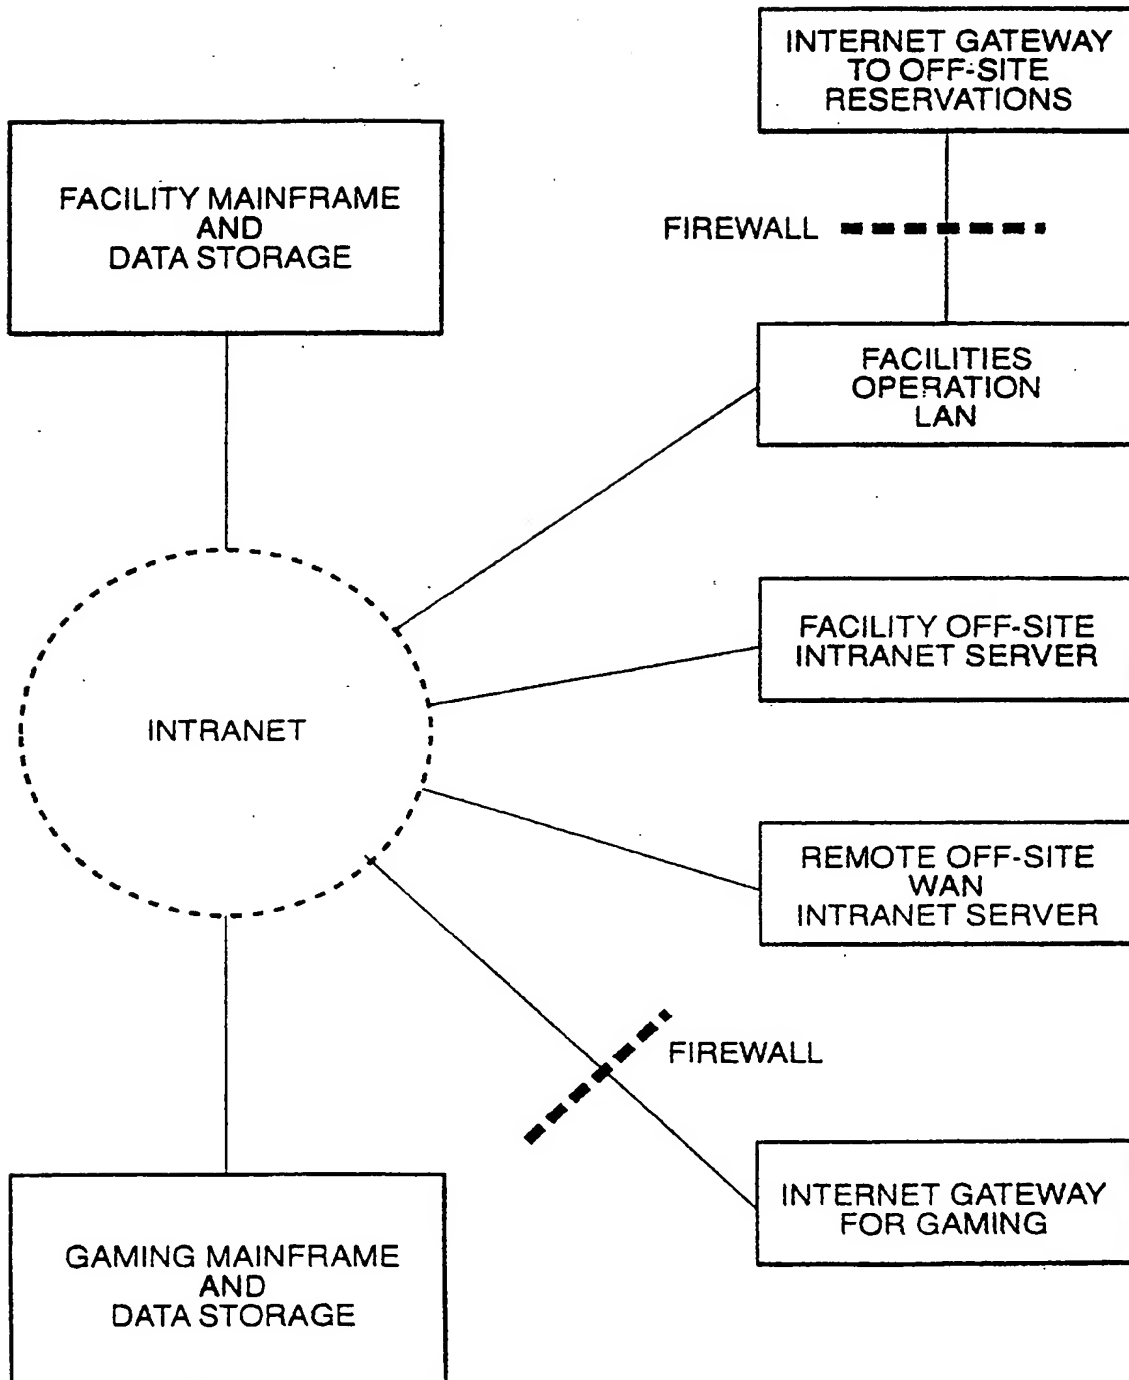 INTERNET GATEWAY
TO OFF-SITE
RESERVATIONS
FACILITY MAINFRAME
AND
DATA STORAGE
FIREWALL
FACILITIES
OPERATION
LAN
FACILITY OFF-SITE
INTRANET SERVER
INTRANET
REMOTE OFF-SITE
WAN
INTRANET SERVER
FIREWALL
INTERNET GATEWAY
FOR GAMING
GAMING MAINFRAME
AND
DATA STORAGE